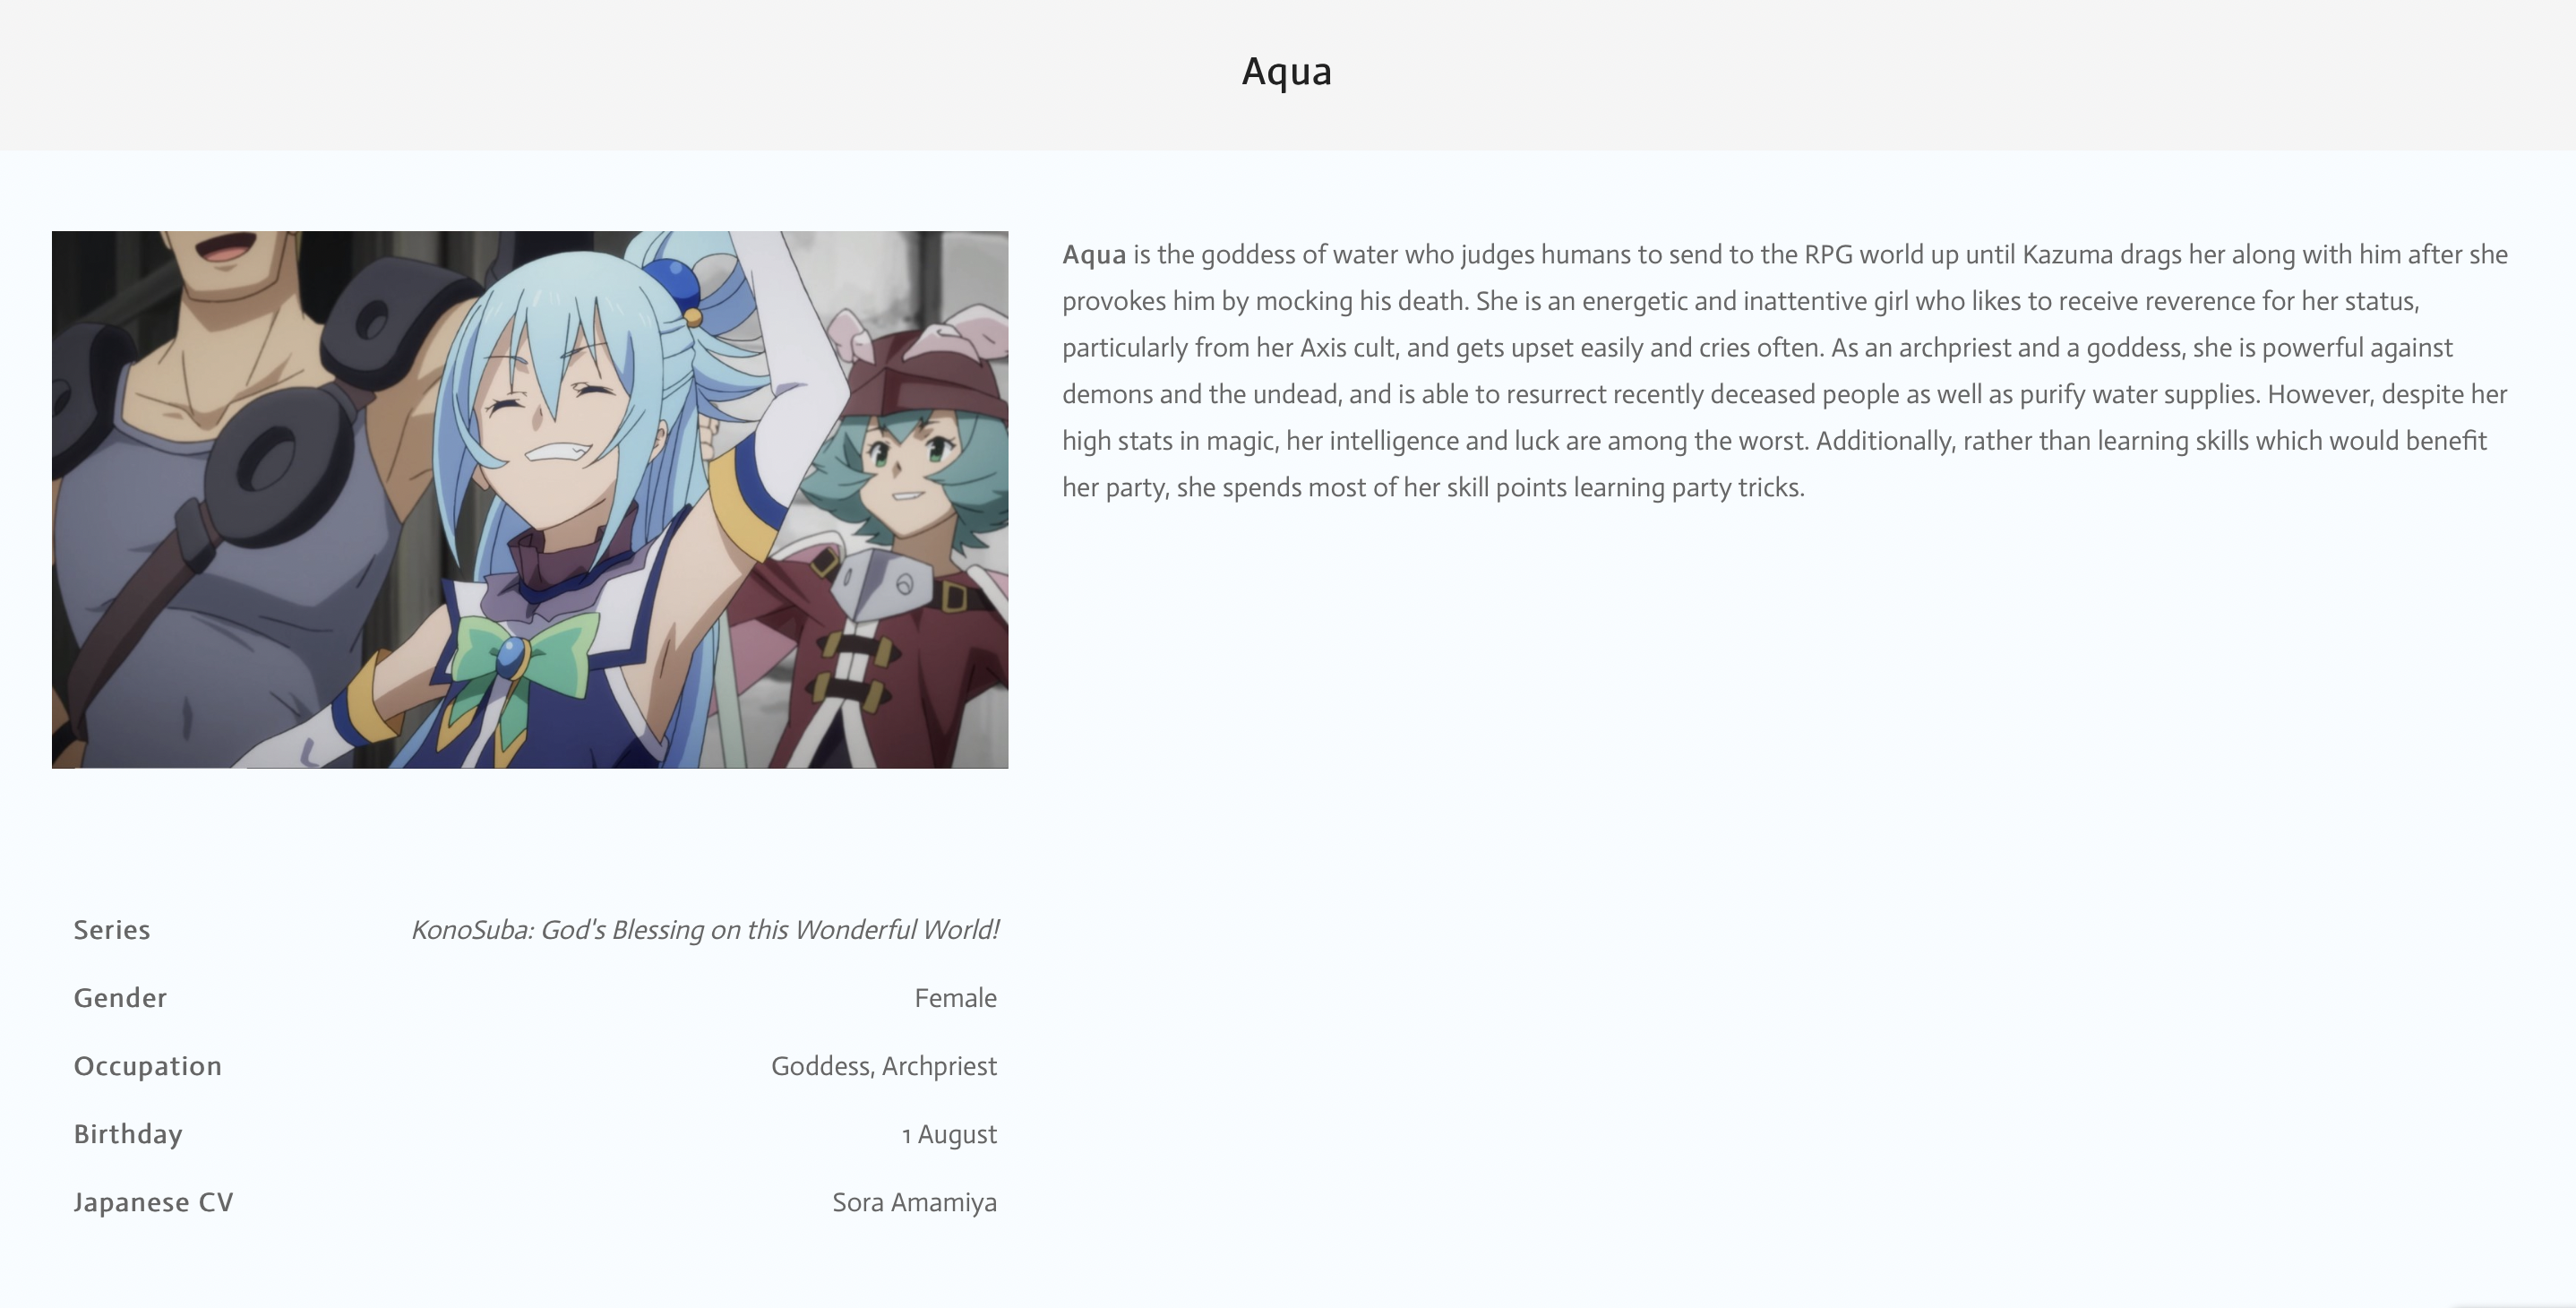 Aqua
Aqua is the goddess of water who judges humans to send to the RPG world up until Kazuma drags her along with him after she
provokes him by mocking his death. She is an energetic and inattentive girl who likes to receive reverence for her status,
particularly from her Axis cult, and gets upset easily and cries often. As an archpriest and a goddess, she is powerful against
demons and the undead, and is able to resurrect recently deceased people as well as purify water supplies. However, despite her
high stats in magic, her intelligence and luck are among the worst. Additionally, rather than learning skills which would benefit
her party, she spends most of her skill points learning party tricks.
Series KonoSuba: God's Blessing on this Wonderful World!
Gender Female
Occupation Goddess, Archpriest
Birthday 1 August
Japanese CV Sora Amamiya